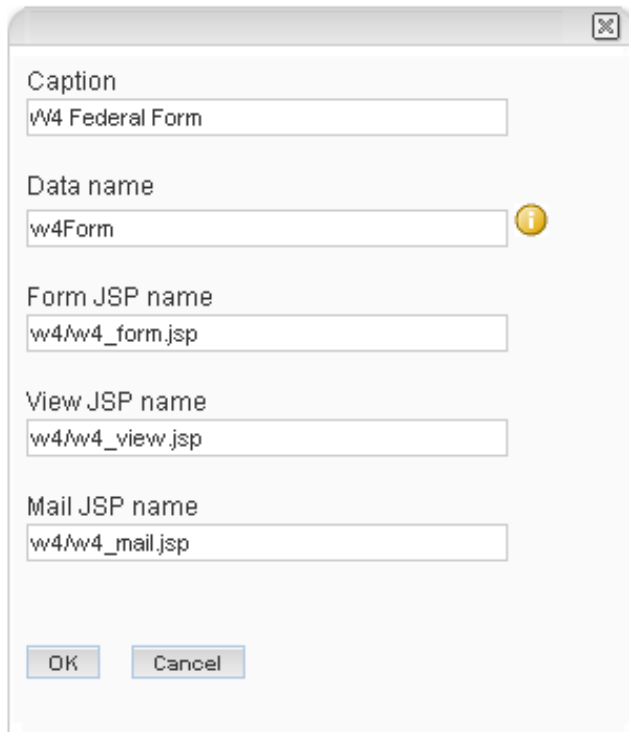 Caption
W4 Federal Form
Data name
w4Form
Form JSP name
w4/w4_form.jsp
View JSP name
w4/w4_view.jsp
Mail JSP name
w4/w4_mail.jsp
OK Cancel